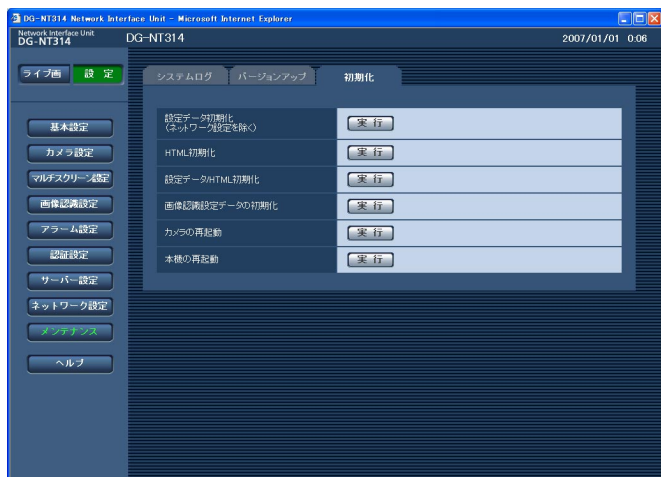 DG-NT314 Network Interface Unit - Microsoft Internet Explorer
Network Interface Unit
DG-NT314
DG-NT314
2007/01/01 0:06
ライブ画
設 定
システムログ
バージョンアップ
初期化
基本設定
カメラ設定
マルチスクリーン設定
画像認識設定
アラーム設定
認証設定
サーバー設定
ネットワーク設定
メンテナンス
ヘルプ
設定データ初期化
(ネットワーク設定を除く)
実 行
HTML初期化
実 行
設定データ/HTML初期化
実 行
画像認識設定データの初期化
実 行
カメラの再起動
実 行
本機の再起動
実 行